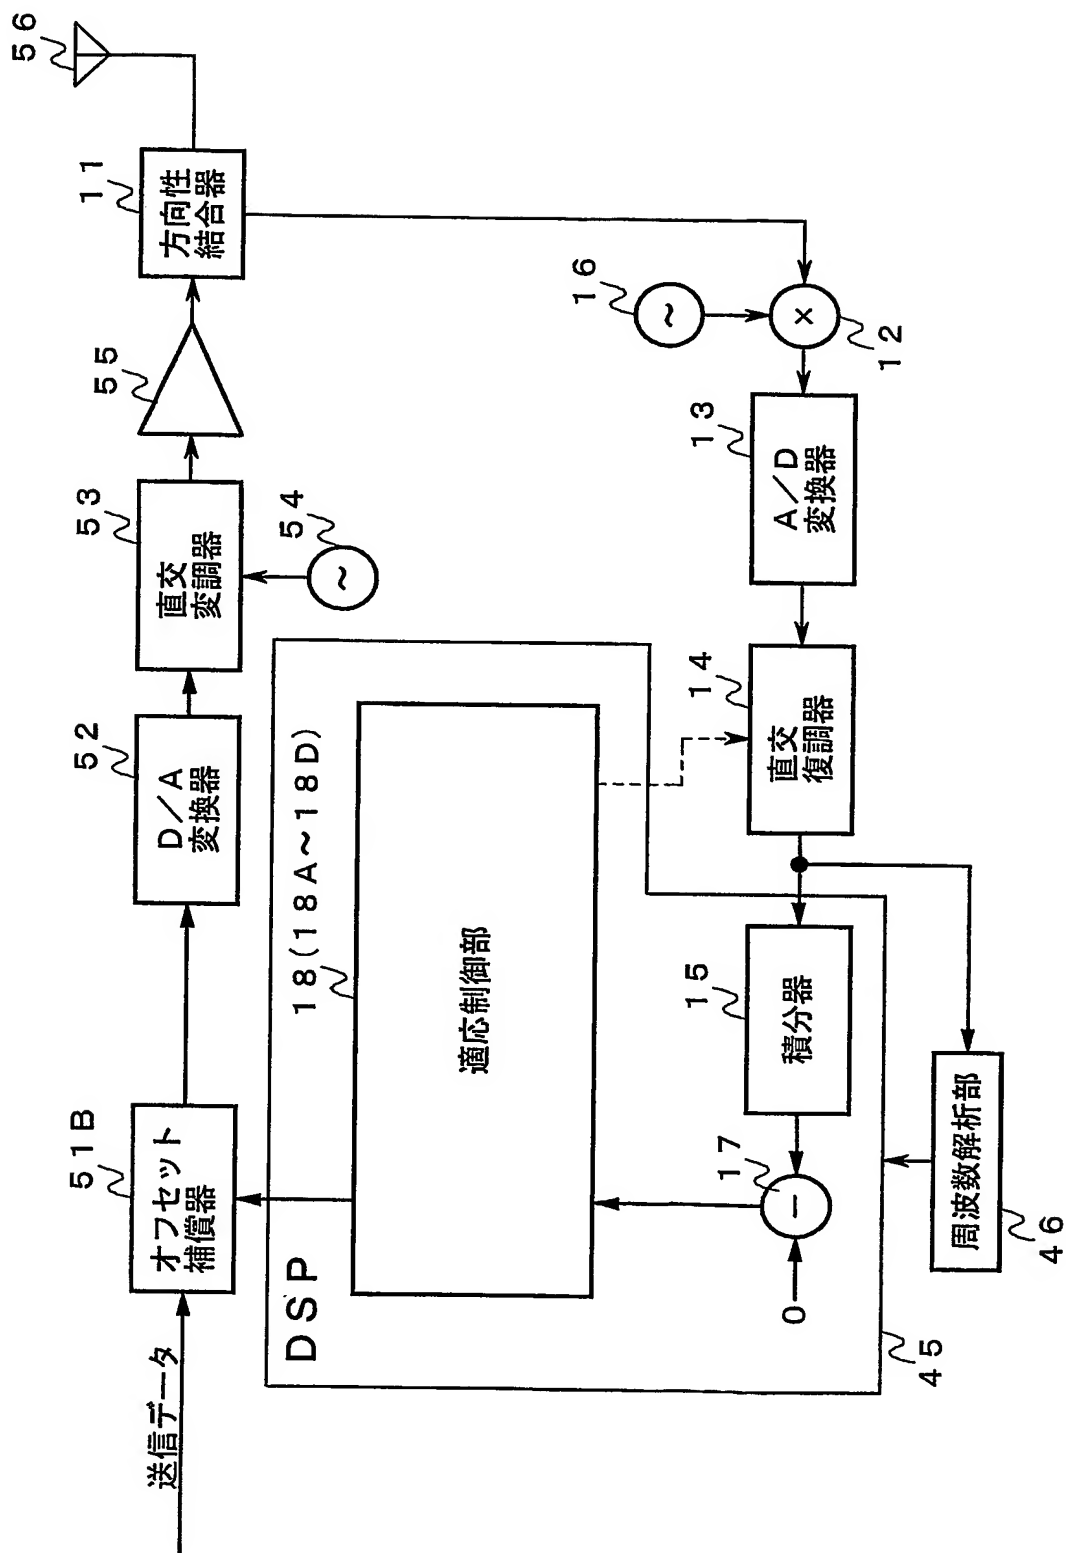 送信データ
51B
オフセット
補償器
52
D/A
変換器
53
直交
変調器
54
~
55
11
方向性
結合器
56
DSP
18(18A~18D)
適応制御部
16
~
×
12
13
A/D
変換器
14
直交
復調器
15
積分器
17
−
0
45
周波数解析部
46